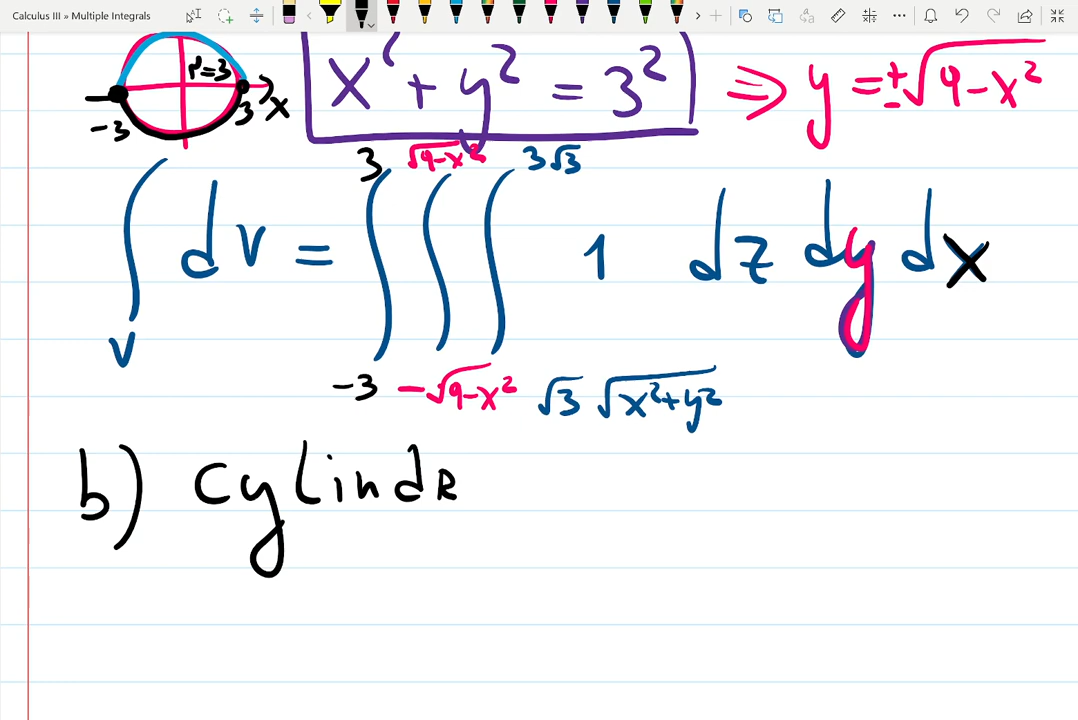 Calculus III » Multiple Integrals
r=3
-3 3 x
x² + y² = 3² ⇒ y = ±√9-x²
3 √9-x² 3√3
∫ dv = ∫∫∫ 1 dz dy dx
v -3 -√9-x² √3 √x²+y²
b) cylindR